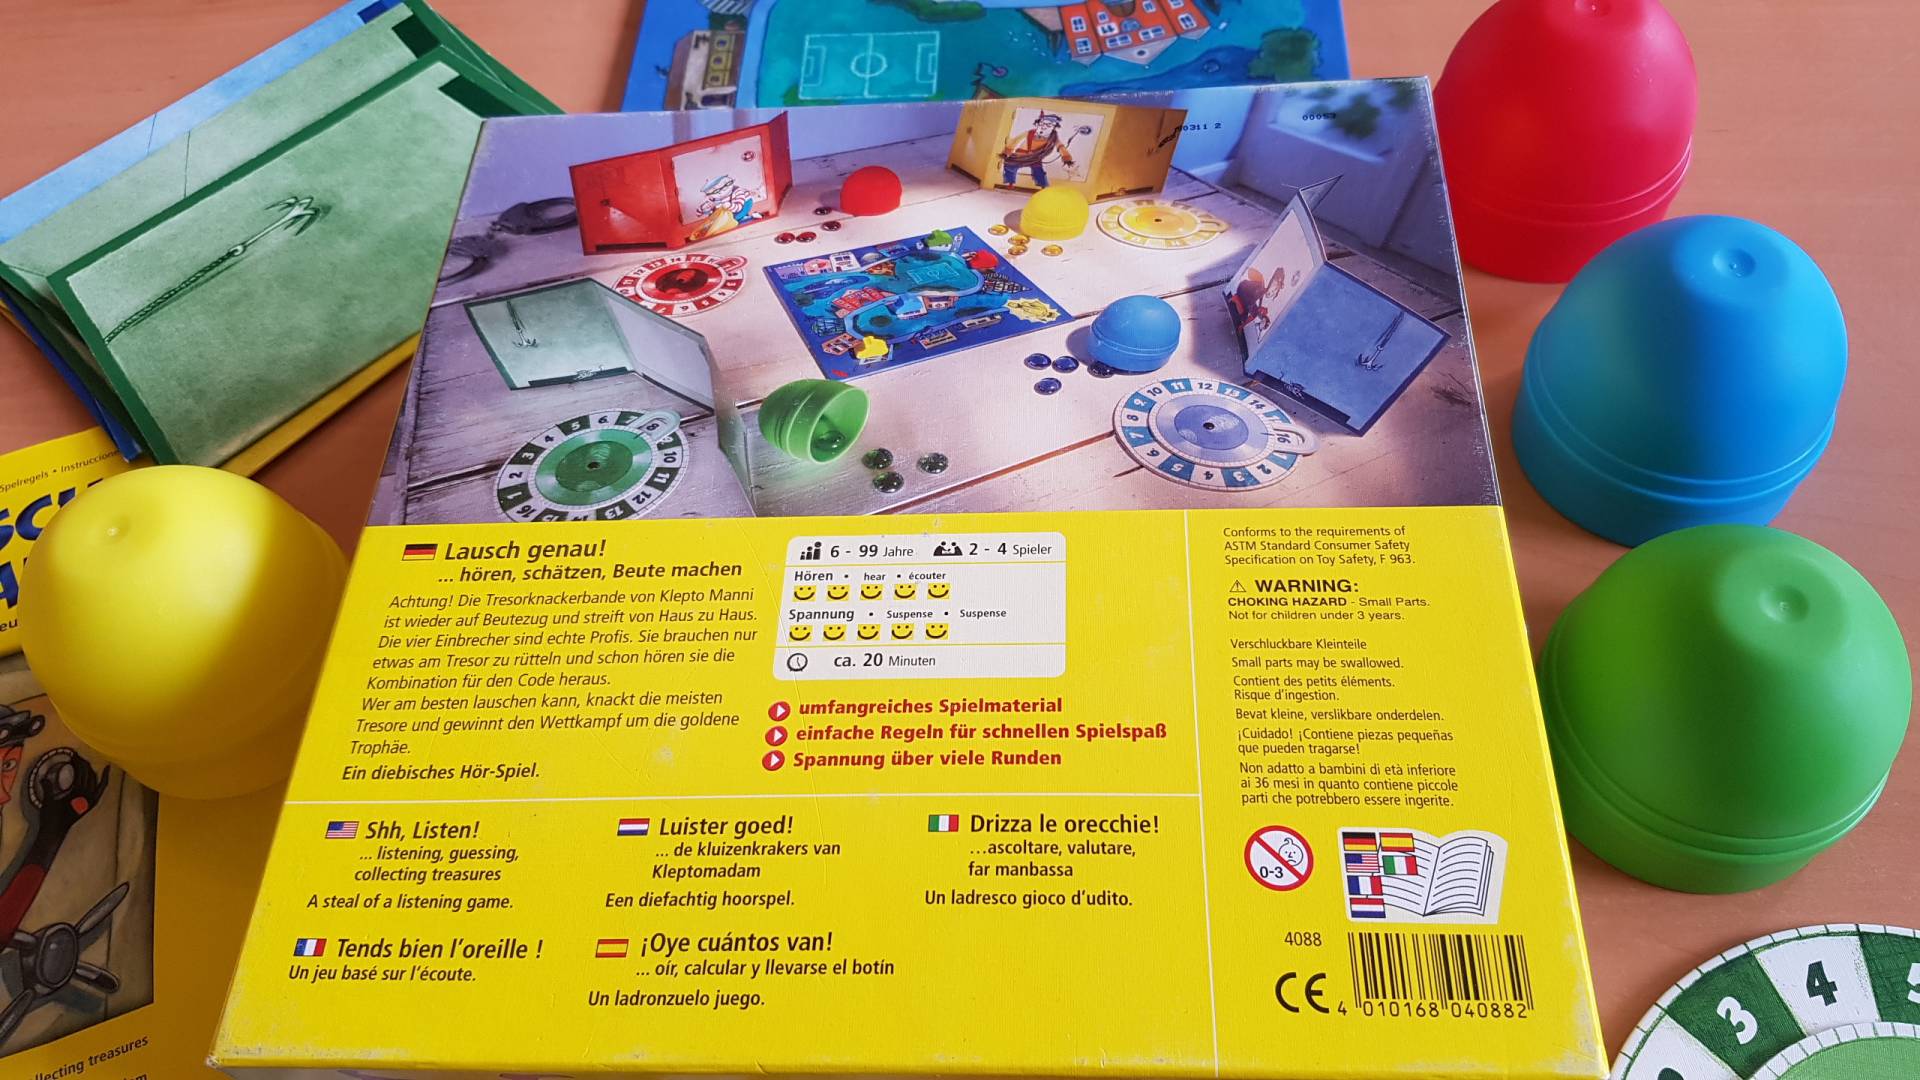 00053
90311 2
Spelregels • Instruccione
Lausch genau!
... hören, schätzen, Beute machen
Achtung! Die Tresorknackerbande von Klepto Manni
ist wieder auf Beutezug und streift von Haus zu Haus.
Die vier Einbrecher sind echte Profis. Sie brauchen nur
etwas am Tresor zu rütteln und schon hören sie die
Kombination für den Code heraus.
Wer am besten lauschen kann, knackt die meisten
Tresore und gewinnt den Wettkampf um die goldene
Trophäe.
Ein diebisches Hör-Spiel.
6 - 99 Jahre 2 - 4 Spieler
Hören • hear • écouter
Spannung • Suspense • Suspense
ca. 20 Minuten
umfangreiches Spielmaterial
einfache Regeln für schnellen Spielspaß
Spannung über viele Runden
Conforms to the requirements of
ASTM Standard Consumer Safety
Specification on Toy Safety, F 963.
⚠ WARNING:
CHOKING HAZARD - Small Parts.
Not for children under 3 years.
Verschluckbare Kleinteile
Small parts may be swallowed.
Contient des petits éléments.
Risque d'ingestion.
Bevat kleine, verslikbare onderdelen.
¡Cuidado! ¡Contiene piezas pequeñas
que pueden tragarse!
Non adatto a bambini di età inferiore
ai 36 mesi in quanto contiene piccole
parti che potrebbero essere ingerite.
0-3
4088
CE
4 010168 040882
Shh, Listen!
... listening, guessing,
collecting treasures
A steal of a listening game.
Luister goed!
... de kluizenkrakers van
Kleptomadam
Een diefachtig hoorspel.
Drizza le orecchie!
...ascoltare, valutare,
far manbassa
Un ladresco gioco d'udito.
Tends bien l'oreille !
Un jeu basé sur l'écoute.
¡Oye cuántos van!
... oír, calcular y llevarse el botín
Un ladronzuelo juego.
llecting treasures
3 4 5